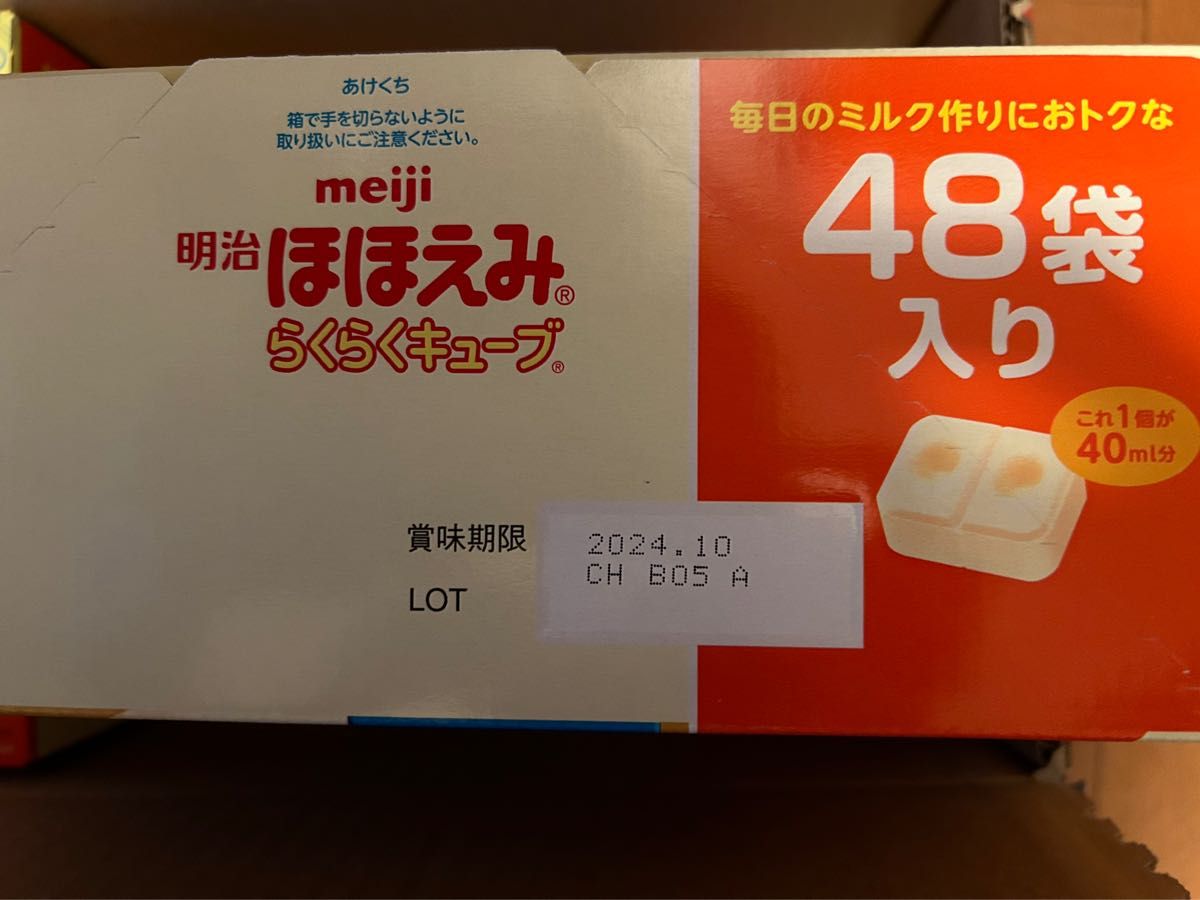 あけくち
箱で手を切らないように
取り扱いにご注意ください。
meiji
明治ほほえみ®
らくらくキューブ®
賞味期限
2024.10
CH B05 A
LOT
毎日のミルク作りにおトクな
48袋
入り
これ1個が
40ml分